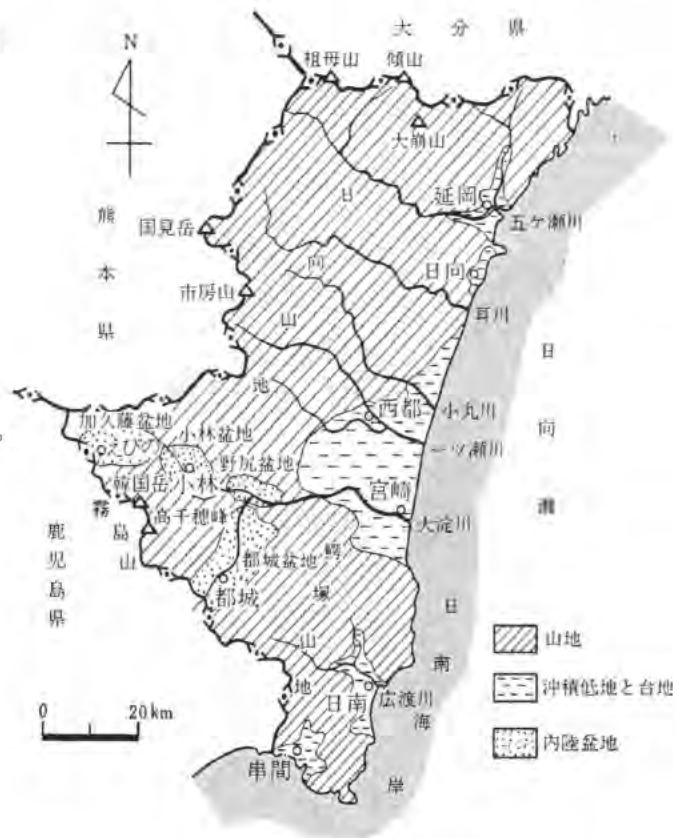 大分県
N
祖母山
傾山
大崩山
延岡
五ケ瀬川
熊本県
国見岳
日向
市房山
耳川
日向山地
日向灘
西都
小丸川
一ツ瀬川
加久藤盆地
えびの
小林盆地
小林
野尻盆地
韓国岳
高千穂峰
霧島山
宮崎
大淀川
鹿児島県
都城盆地
都城
鰐塚山地
日南
広渡川
日南海岸
串間
0 20km
山地
沖積低地と台地
内陸盆地